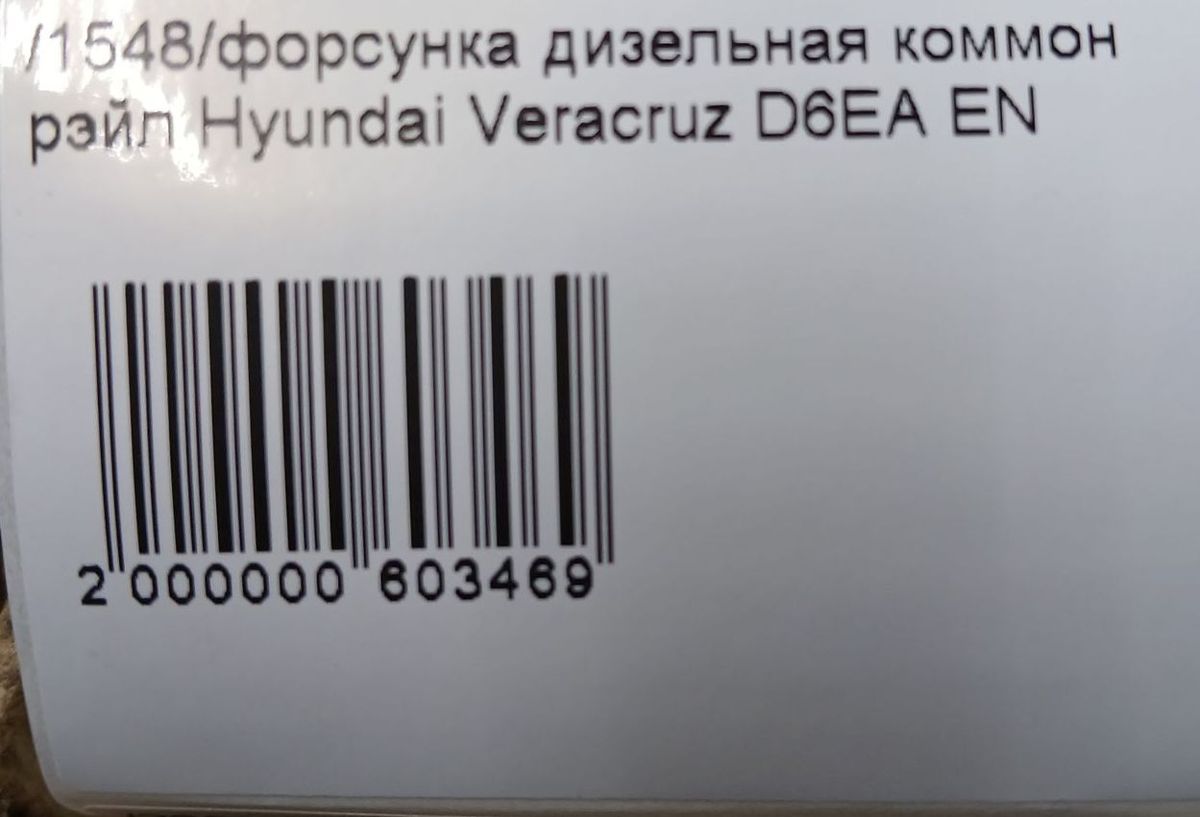 /1548/форсунка дизельная коммон
рэйл Hyundai Veracruz D6EA EN
2 000000 603469